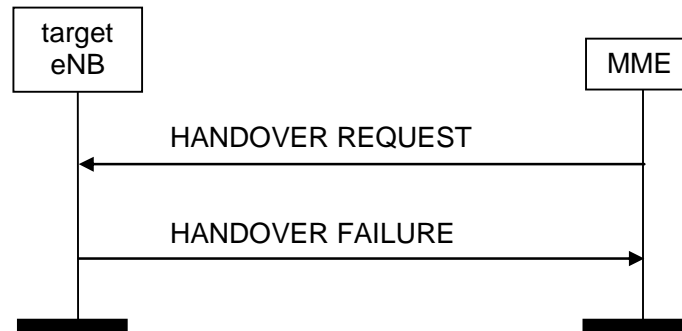 target
eNB
MME
HANDOVER REQUEST
HANDOVER FAILURE